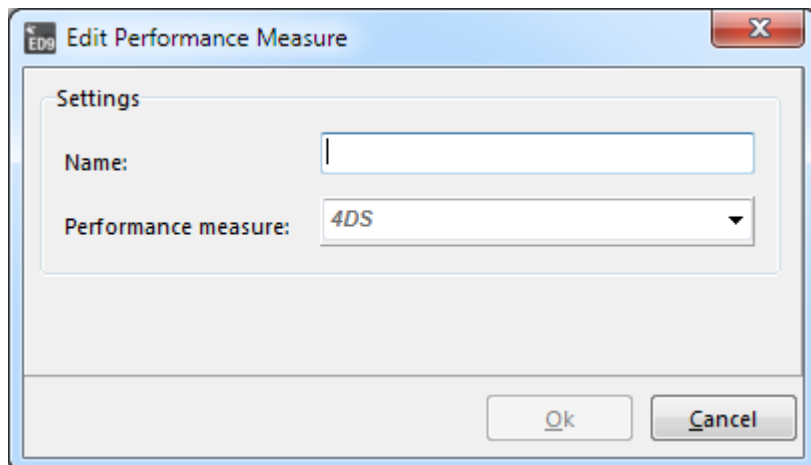 ED9 Edit Performance Measure
Settings
Name:
Performance measure: 4DS
Ok Cancel